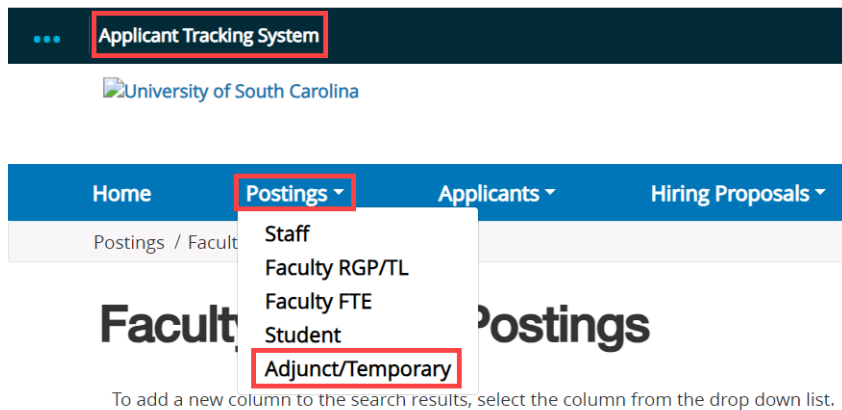 Applicant Tracking System
University of South Carolina
Home Postings Applicants Hiring Proposals
Postings / Facult
Staff
Faculty RGP/TL
Faculty FTE
Student
Adjunct/Temporary
Facult Postings
To add a new column to the search results, select the column from the drop down list.